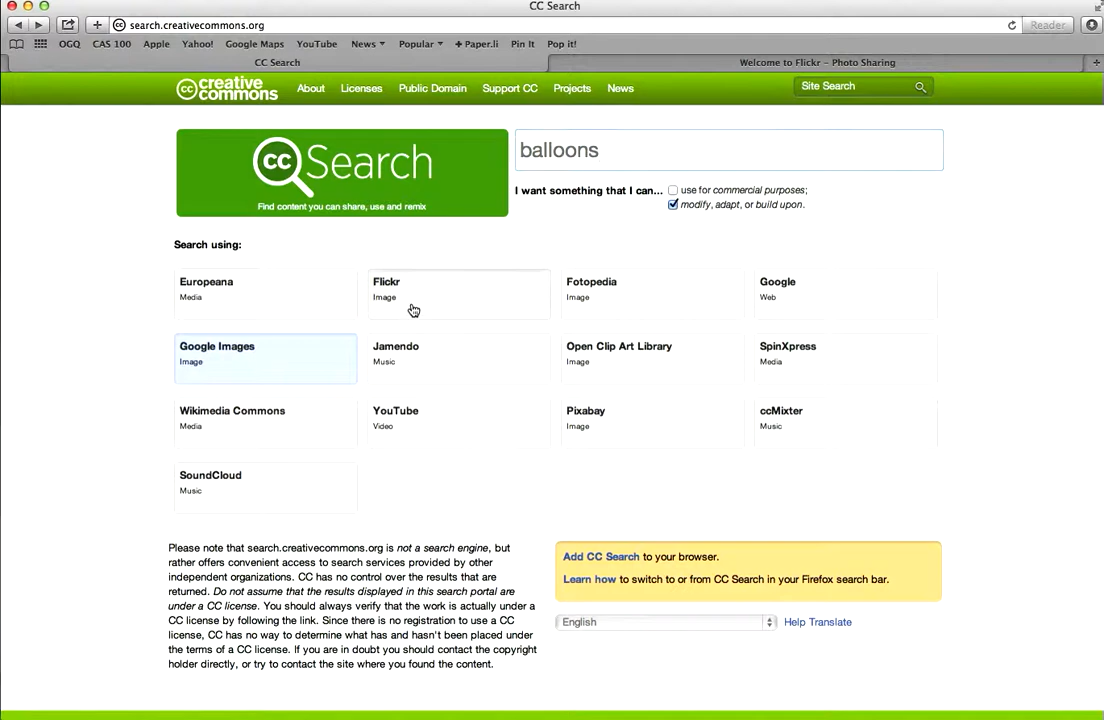 CC Search
search.creativecommons.org
Reader
OGQ CAS 100 Apple Yahoo! Google Maps YouTube News Popular + Paper.li Pin It Pop it!
CC Search
Welcome to Flickr – Photo Sharing
cc creative commons
About Licenses Public Domain Support CC Projects News
Site Search
cc Search
Find content you can share, use and remix
balloons
I want something that I can... use for commercial purposes;
modify, adapt, or build upon.
Search using:
Europeana
Media
Flickr
Image
Fotopedia
Image
Google
Web
Google Images
Image
Jamendo
Music
Open Clip Art Library
Image
SpinXpress
Media
Wikimedia Commons
Media
YouTube
Video
Pixabay
Image
ccMixter
Music
SoundCloud
Music
Please note that search.creativecommons.org is not a search engine, but
rather offers convenient access to search services provided by other
independent organizations. CC has no control over the results that are
returned. Do not assume that the results displayed in this search portal are
under a CC license. You should always verify that the work is actually under a
CC license by following the link. Since there is no registration to use a CC
license, CC has no way to determine what has and hasn't been placed under
the terms of a CC license. If you are in doubt you should contact the copyright
holder directly, or try to contact the site where you found the content.
Add CC Search to your browser.
Learn how to switch to or from CC Search in your Firefox search bar.
English
Help Translate